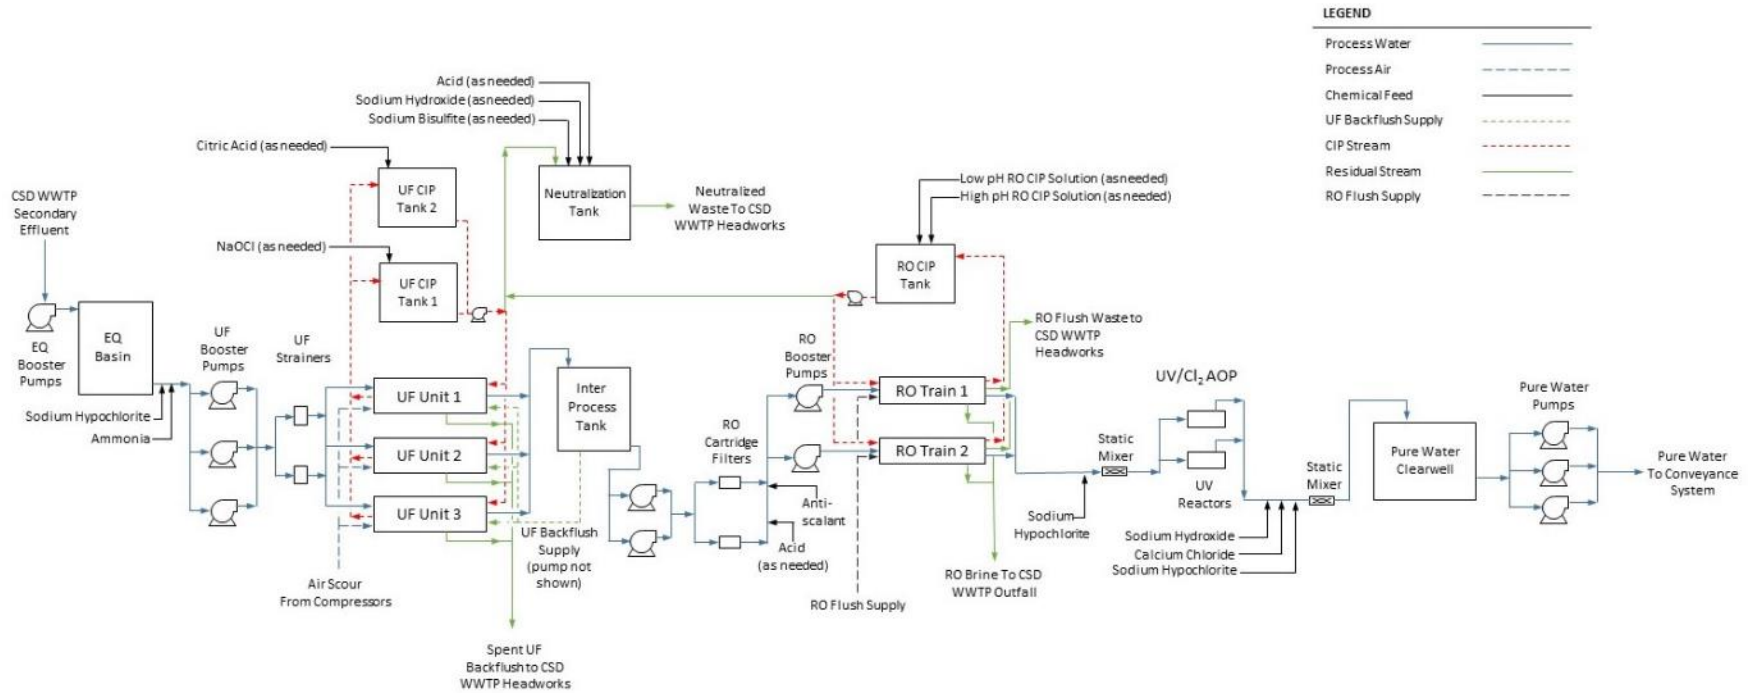 LEGEND
Process Water
Process Air
Chemical Feed
UF Backflush Supply
CIP Stream
Residual Stream
RO Flush Supply
Acid (as needed)
Sodium Hydroxide (as needed)
Sodium Bisulfite (as needed)
Citric Acid (as needed)
UF CIP
Tank 2
Neutralization
Tank
Neutralized
Waste To CSD
WWTP Headworks
Low pH RO CIP Solution (as needed)
High pH RO CIP Solution (as needed)
CSD WWTP
Secondary
Effluent
NaOCl (as needed)
UF CIP
Tank 1
RO CIP
Tank
EQ
Booster
Pumps
EQ
Basin
UF
Booster
Pumps
UF
Strainers
RO Flush Waste to
CSD WWTP
Headworks
RO
Booster
Pumps
Sodium Hypochlorite
Ammonia
UF Unit 1
UF Unit 2
UF Unit 3
Inter
Process
Tank
RO Train 1
RO Train 2
UV/Cl₂ AOP
UV
Reactors
Pure Water
Pumps
RO
Cartridge
Filters
Static
Mixer
Static
Mixer
Pure Water
Clearwell
Pure Water
To Conveyance
System
Anti-
scalant
Acid
(as needed)
Sodium
Hypochlorite
Sodium Hydroxide
Calcium Chloride
Sodium Hypochlorite
UF Backflush
Supply
(pump not
shown)
Air Scour
From Compressors
RO Flush Supply
RO Brine To CSD
WWTP Outfall
Spent UF
Backflush to CSD
WWTP Headworks